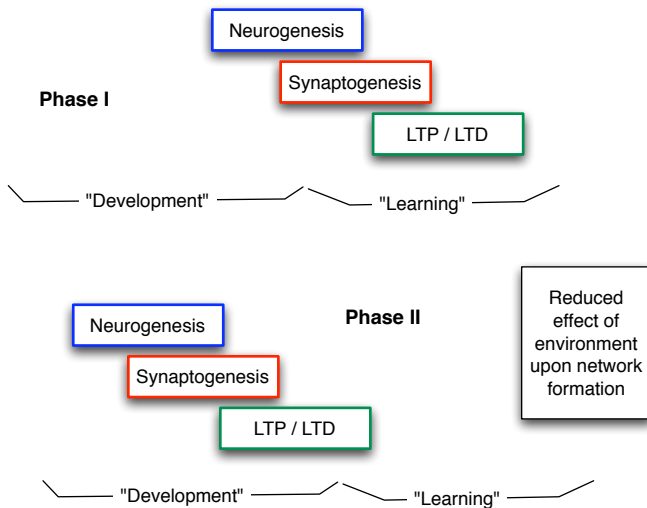 Neurogenesis
Synaptogenesis
Phase I
LTP / LTD
"Development"
"Learning"
Neurogenesis
Phase II
Synaptogenesis
LTP / LTD
Reduced
effect of
environment
upon network
formation
"Development"
"Learning"